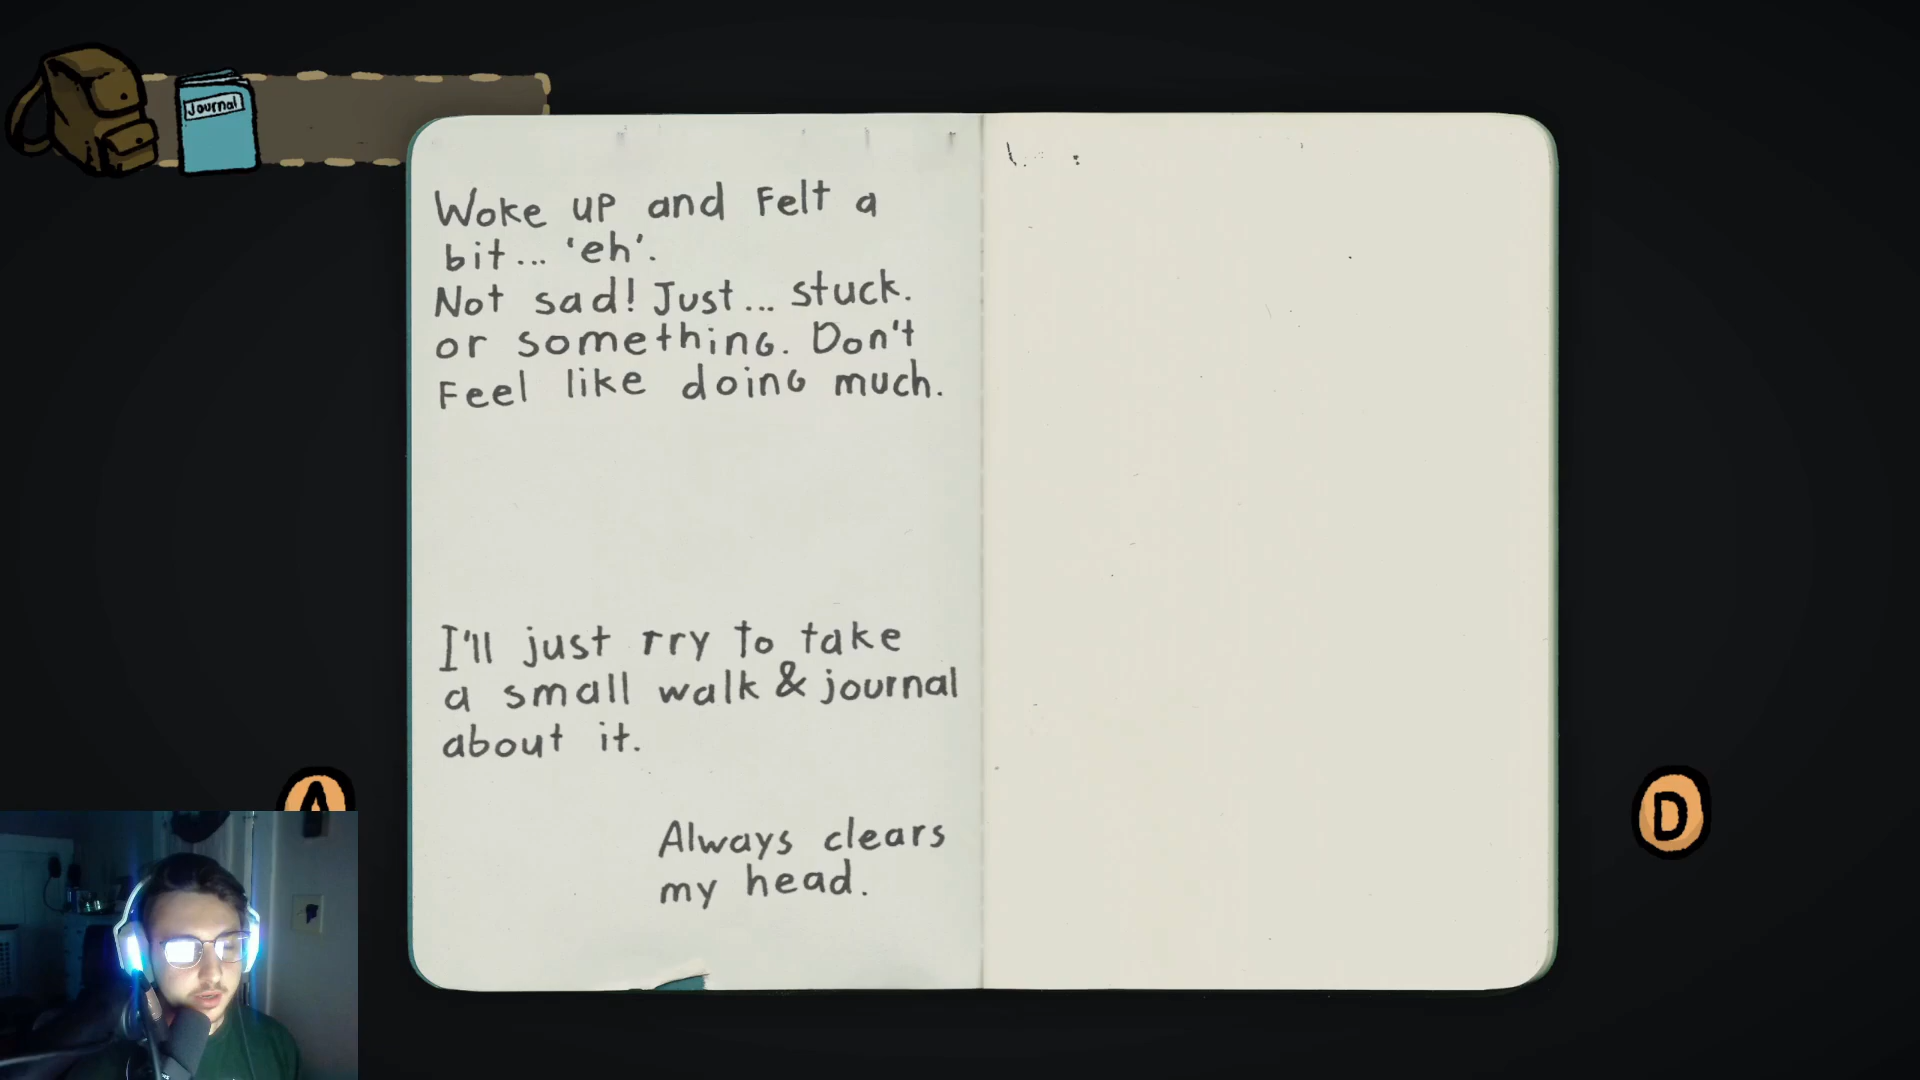 Journal
Woke up and Felt a
bit... 'eh'.
Not sad! Just... stuck.
or something. Don't
Feel like doing much.
I'll just try to take
a small walk & journal
about it.
Always clears
my head.
A
D